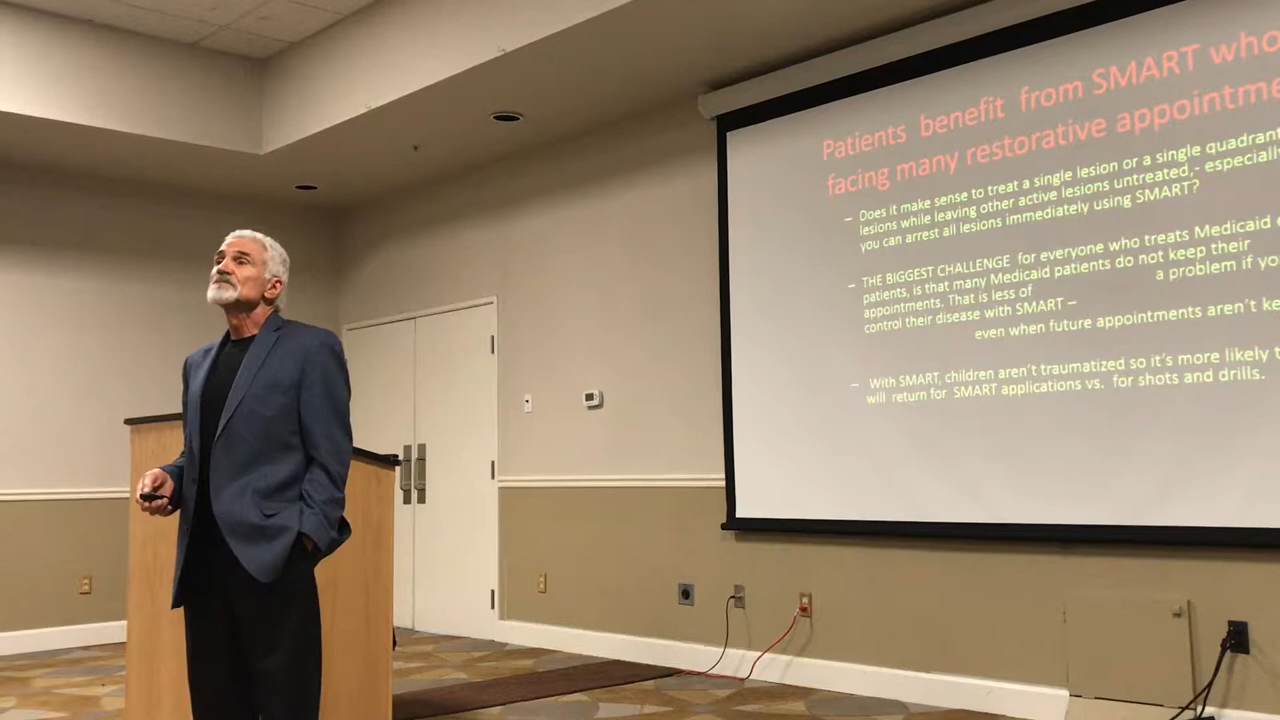 Patients benefit from SMART who
facing many restorative appointme
– Does it make sense to treat a single lesion or a single quadrant
lesions while leaving other active lesions untreated,- especially
you can arrest all lesions immediately using SMART?
– THE BIGGEST CHALLENGE for everyone who treats Medicaid
patients, is that many Medicaid patients do not keep their
appointments. That is less of a problem if yo
control their disease with SMART –
even when future appointments aren't ke
– With SMART, children aren't traumatized so it's more likely t
will return for SMART applications vs. for shots and drills.